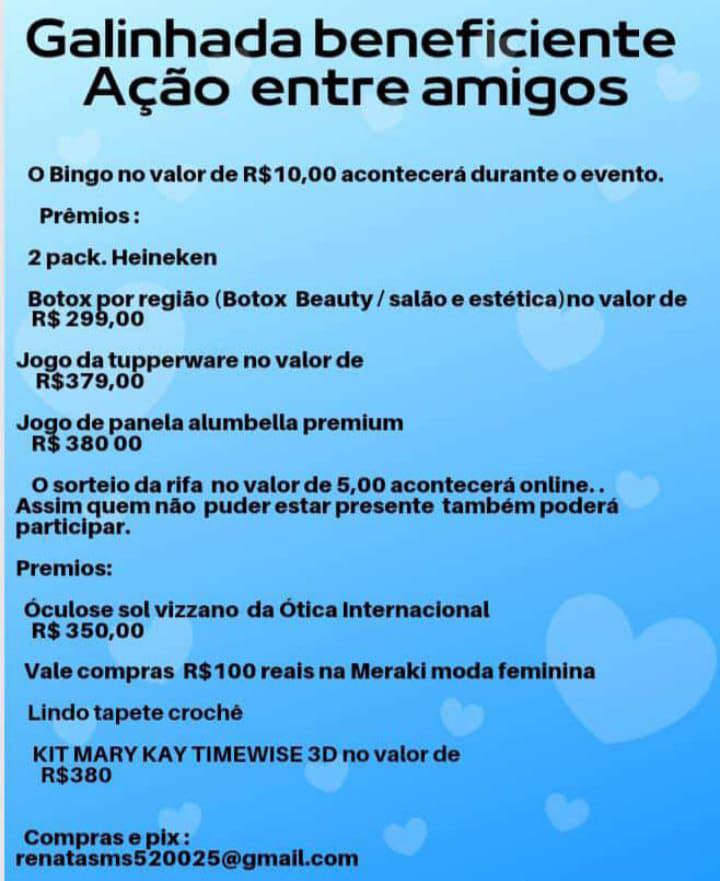 Galinhada beneficiente
Ação entre amigos
O Bingo no valor de R$10,00 acontecerá durante o evento.
Prêmios :
2 pack. Heineken
Botox por região (Botox Beauty / salão e estética)no valor de
R$ 299,00
Jogo da tupperware no valor de
R$379,00
Jogo de panela alumbella premium
R$ 380 00
O sorteio da rifa no valor de 5,00 acontecerá online. .
Assim quem não puder estar presente também poderá
participar.
Premios:
Óculose sol vizzano da Ótica Internacional
R$ 350,00
Vale compras R$100 reais na Meraki moda feminina
Lindo tapete crochê
KIT MARY KAY TIMEWISE 3D no valor de
R$380
Compras e pix :
renatasms520025@gmail.com